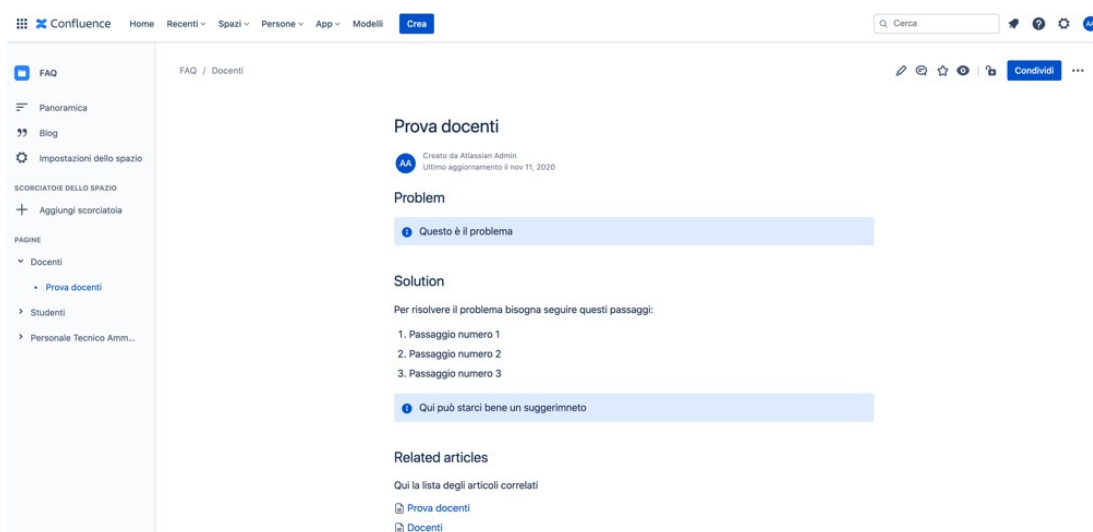 Confluence Home Recenti Spazi Persone App Modelli Crea Cerca AA
FAQ
Panoramica
Blog
Impostazioni dello spazio
SCORCIATOIE DELLO SPAZIO
Aggiungi scorciatoia
PAGINE
Docenti
Prova docenti
Studenti
Personale Tecnico Amm...
FAQ / Docenti Condividi
Prova docenti
AA
Creato da Atlassian Admin
Ultimo aggiornamento il nov 11, 2020
Problem
Questo è il problema
Solution
Per risolvere il problema bisogna seguire questi passaggi:
1. Passaggio numero 1
2. Passaggio numero 2
3. Passaggio numero 3
Qui può starci bene un suggerimneto
Related articles
Qui la lista degli articoli correlati
Prova docenti
Docenti